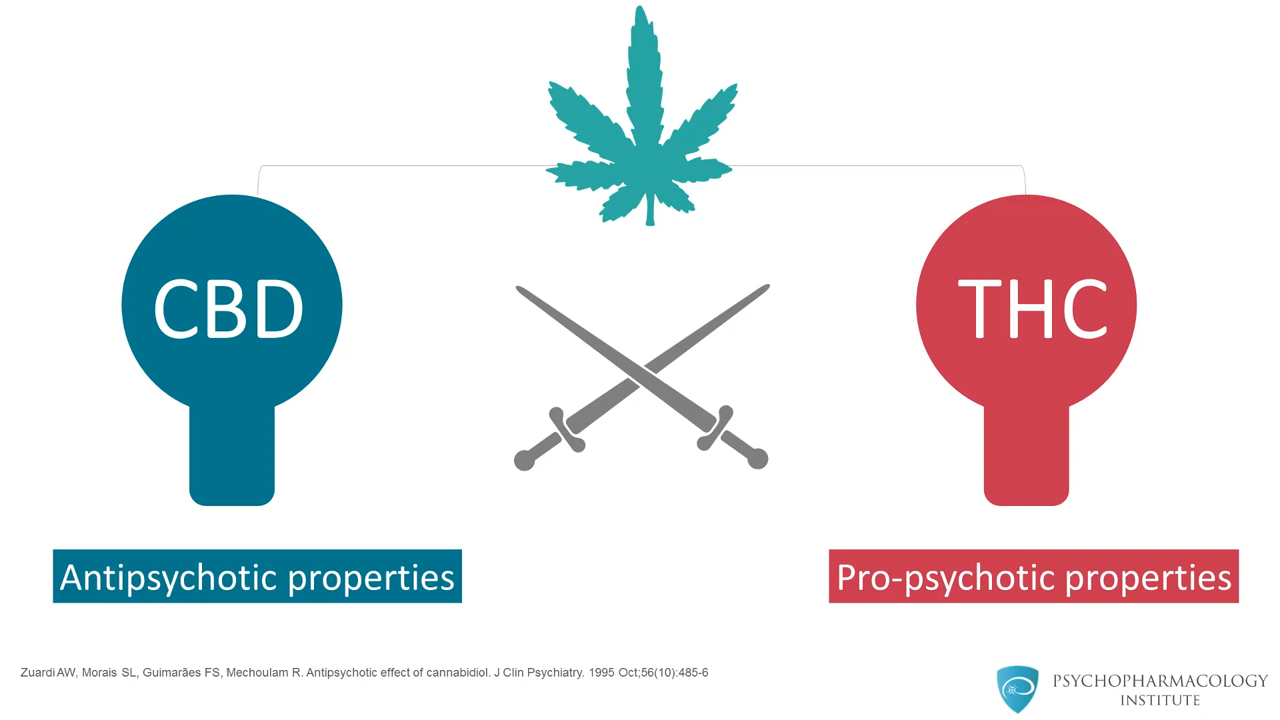 CBD
THC
Antipsychotic properties
Pro-psychotic properties
Zuardi AW, Morais SL, Guimarães FS, Mechoulam R. Antipsychotic effect of cannabidiol. J Clin Psychiatry. 1995 Oct;56(10):485-6
PSYCHOPHARMACOLOGY
INSTITUTE